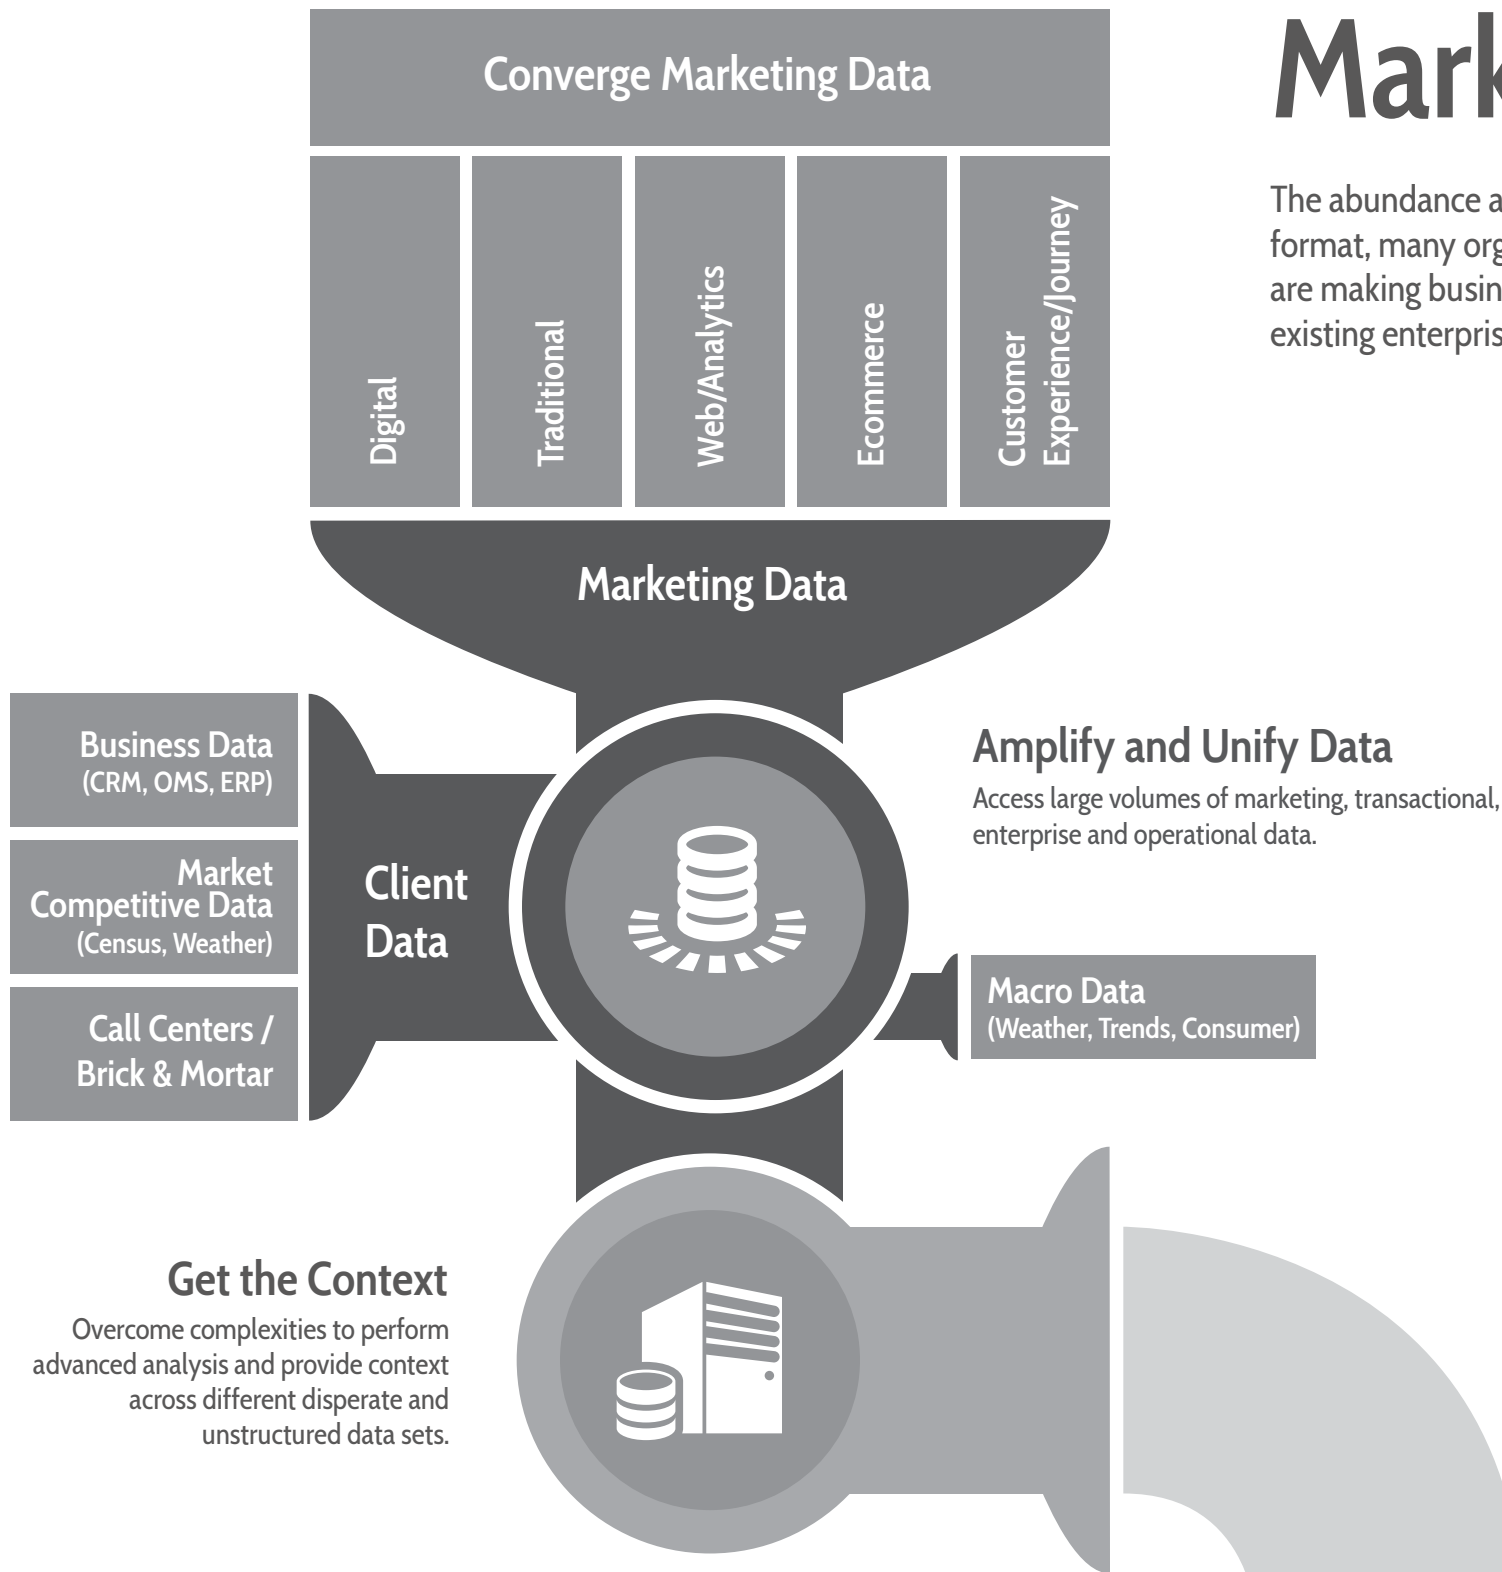 Converge Marketing Data
Digital
Traditional
Web/Analytics
Ecommerce
Customer
Experience/Journey
Marketing Data
The abundance
format, many
are making
existing
Business Data
(CRM, OMS, ERP)
Market
Competitive Data
(Census, Weather)
Call Centers /
Brick & Mortar
Client
Data
Amplify and Unify Data
Access large volumes of marketing, transactional,
enterprise and operational data.
Macro Data
(Weather, Trends, Consumer)
Get the Context
Overcome complexities to perform
advanced analysis and provide context
across different disperate and
unstructured data sets.